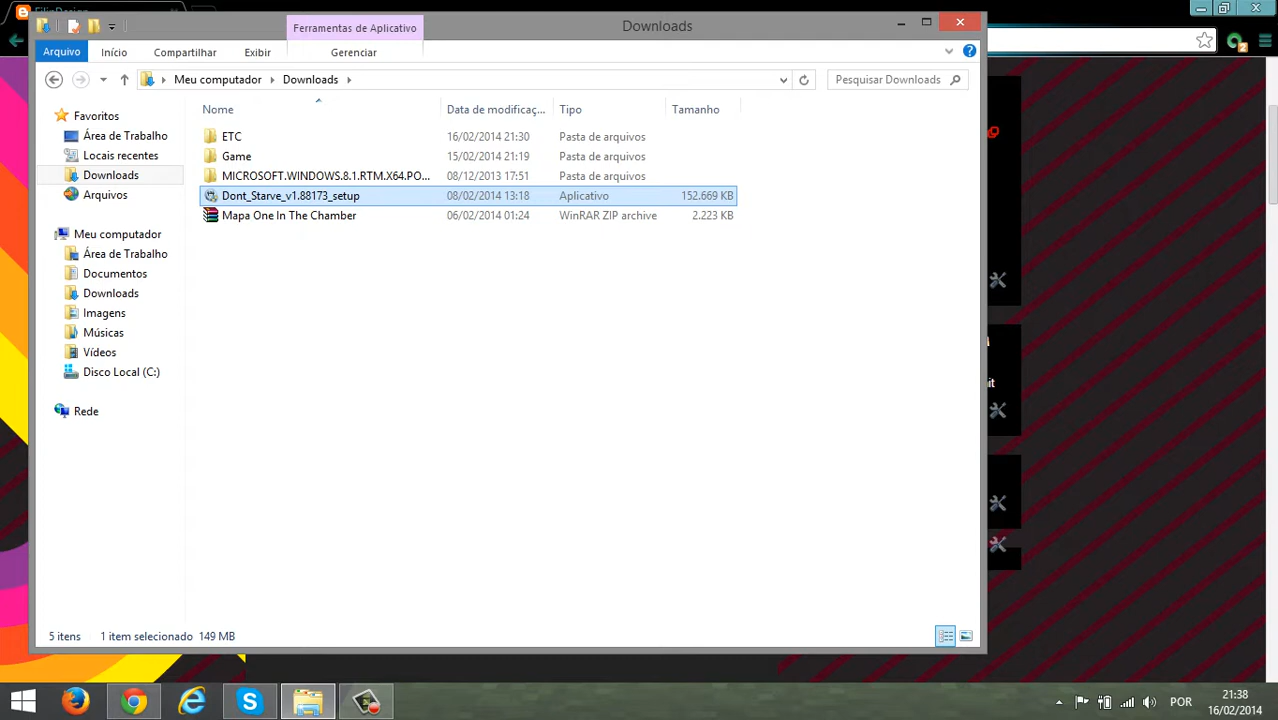 Ferramentas de Aplicativo
Downloads
Arquivo
Início
Compartilhar
Exibir
Gerenciar
Meu computador
Downloads
Pesquisar Downloads
Nome
Data de modificaç...
Tipo
Tamanho
ETC
16/02/2014 21:30
Pasta de arquivos
Game
15/02/2014 21:19
Pasta de arquivos
MICROSOFT.WINDOWS.8.1.RTM.X64.PO...
08/12/2013 17:51
Pasta de arquivos
Dont_Starve_v1.88173_setup
08/02/2014 13:18
Aplicativo
152.669 KB
Mapa One In The Chamber
06/02/2014 01:24
WinRAR ZIP archive
2.223 KB
Favoritos
Área de Trabalho
Locais recentes
Downloads
Arquivos
Meu computador
Área de Trabalho
Documentos
Downloads
Imagens
Músicas
Vídeos
Disco Local (C:)
Rede
5 itens
1 item selecionado 149 MB
2
it
POR
21:38
16/02/2014